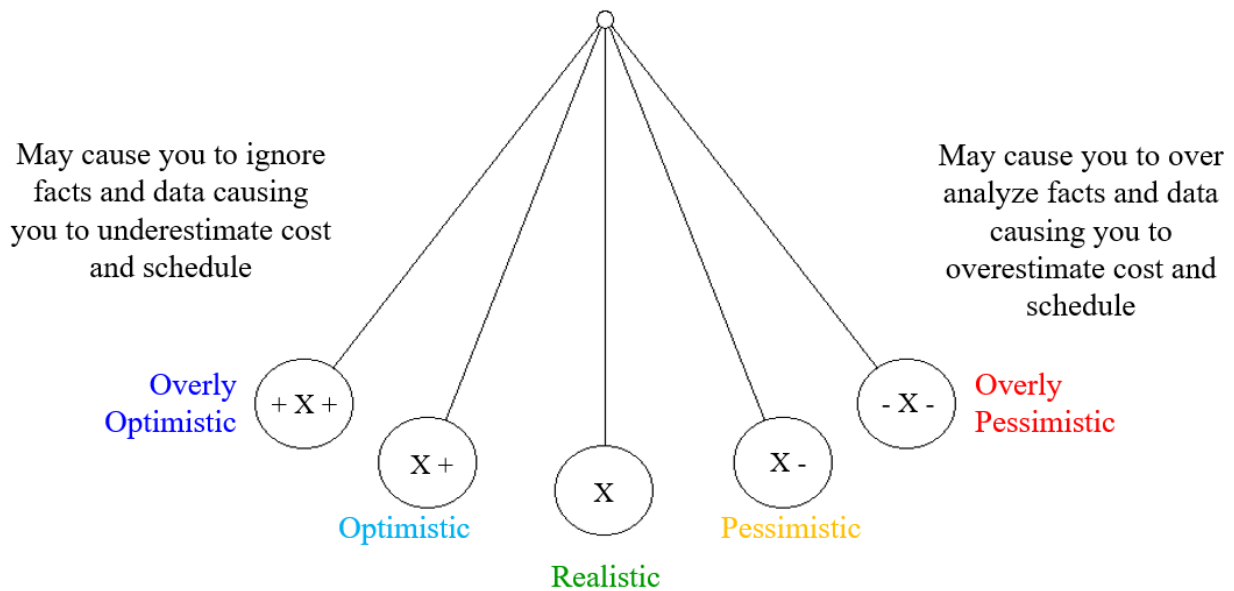 May cause you to ignore
facts and data causing
you to underestimate cost
and schedule
May cause you to over
analyze facts and data
causing you to
overestimate cost and
schedule
Overly
Optimistic
+ X +
X +
Optimistic
X
Realistic
X -
Pessimistic
- X -
Overly
Pessimistic